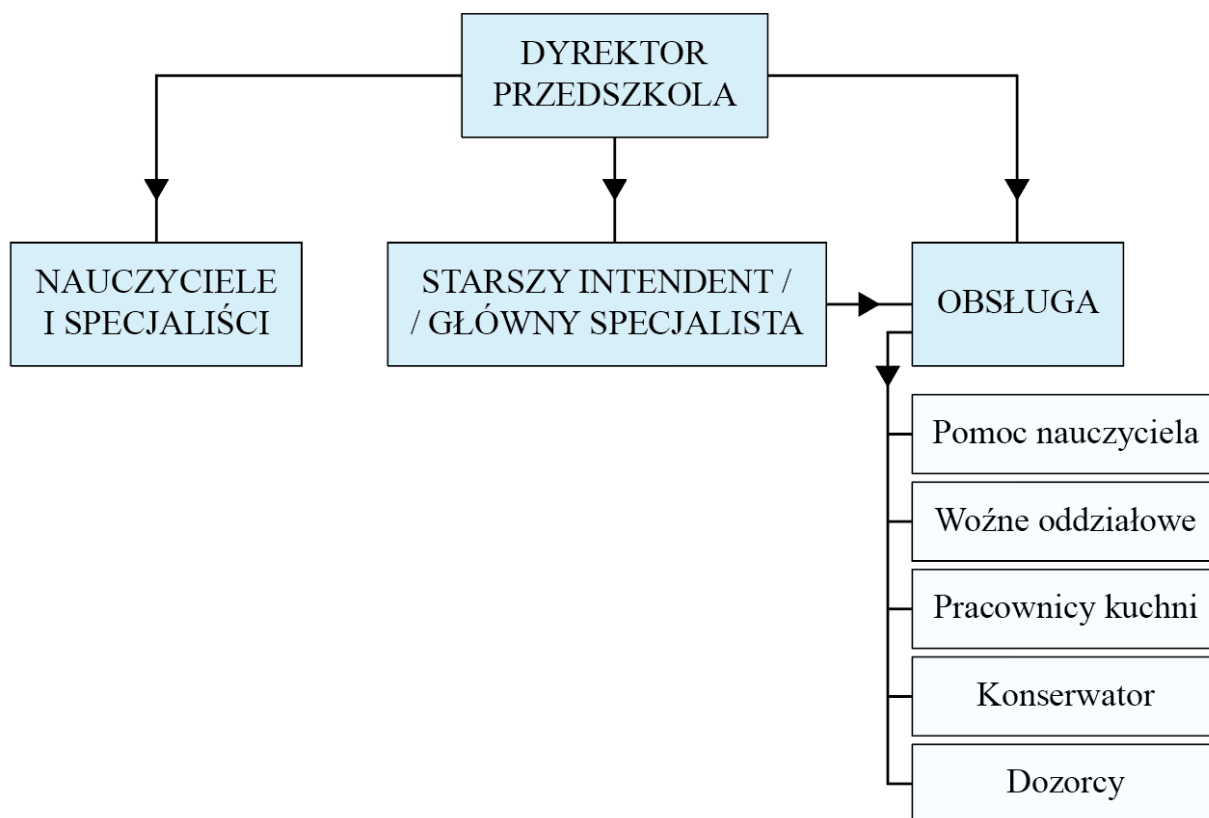 DYREKTOR
PRZEDSZKOLA
NAUCZYCIELE
I SPECJALIŚCI
STARSZY INTENDENT /
/ GŁÓWNY SPECJALISTA
OBSŁUGA
Pomoc nauczyciela
Woźne oddziałowe
Pracownicy kuchni
Konserwator
Dozorcy